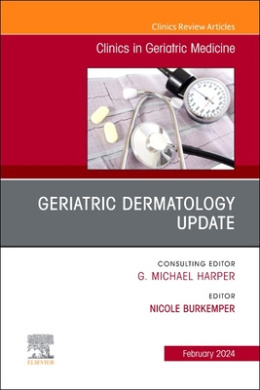 Clinics Review Articles
Clinics in Geriatric Medicine
GERIATRIC DERMATOLOGY
UPDATE
CONSULTING EDITOR
G. MICHAEL HARPER
EDITOR
NICOLE BURKEMPER
ELSEVIER
February 2024